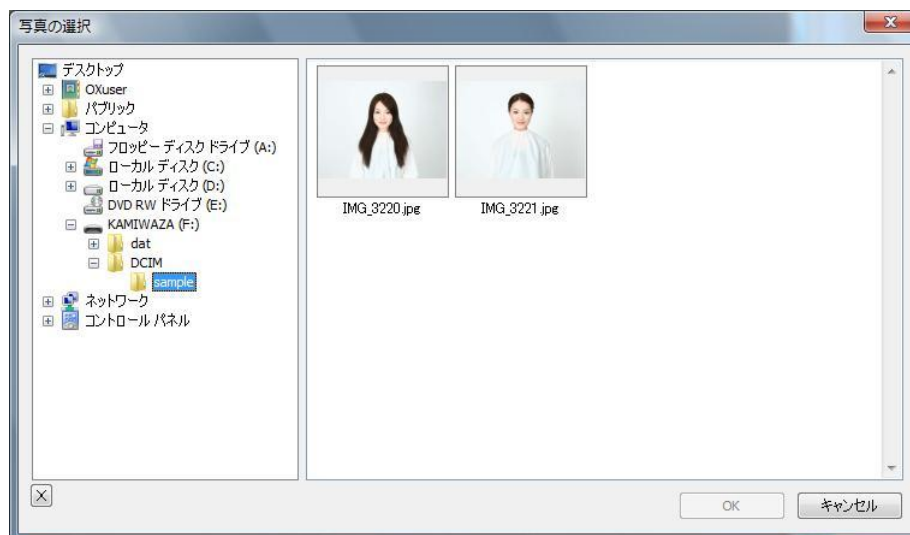 写真の選択
デスクトップ
OXuser
パブリック
コンピュータ
フロッピー ディスク ドライブ (A:)
ローカル ディスク (C:)
ローカル ディスク (D:)
DVD RW ドライブ (E:)
KAMIWAZA (F:)
dat
DCIM
sample
ネットワーク
コントロール パネル
IMG_3220.jpg
IMG_3221.jpg
OK
キャンセル